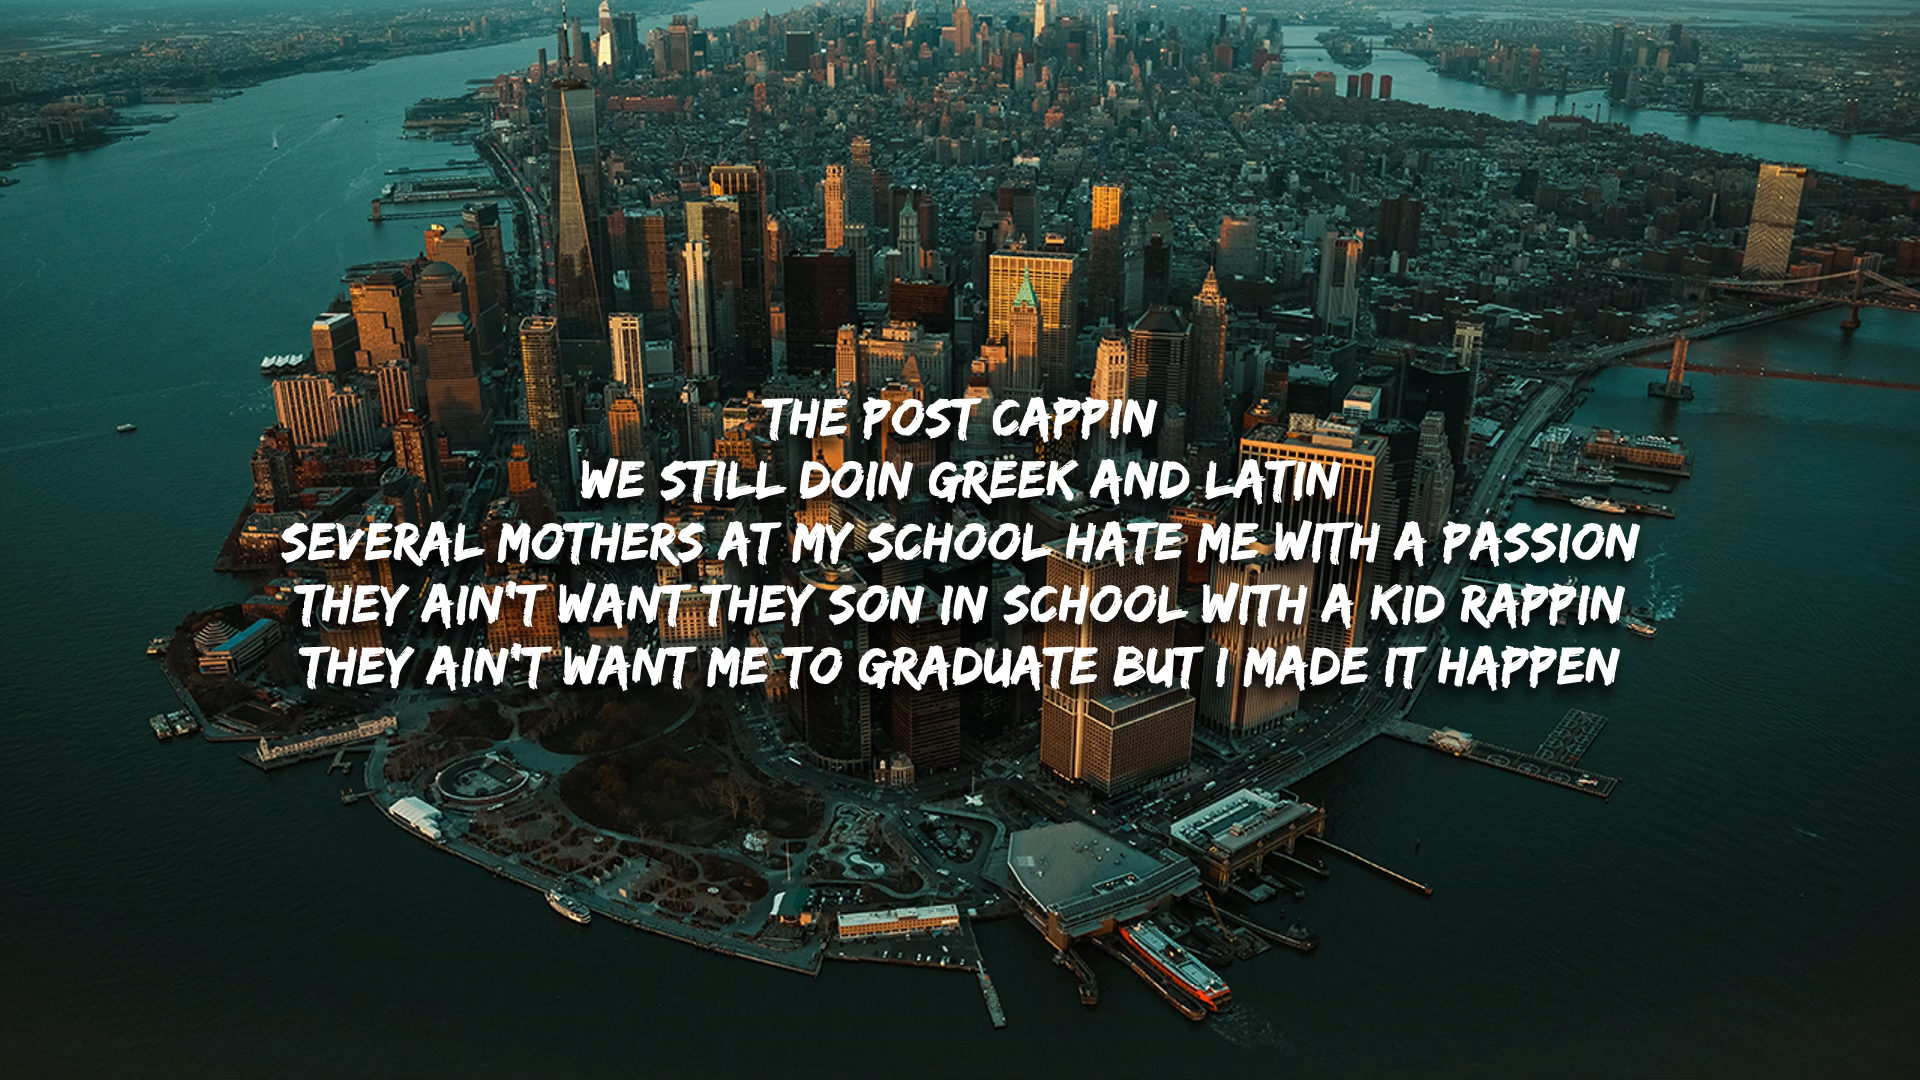 THE POST CAPPIN
WE STILL DOIN GREEK AND LATIN
SEVERAL MOTHERS AT MY SCHOOL HATE ME WITH A PASSION
THEY AIN'T WANT THEY SON IN SCHOOL WITH A KID RAPPIN
THEY AIN'T WANT ME TO GRADUATE BUT I MADE IT HAPPEN